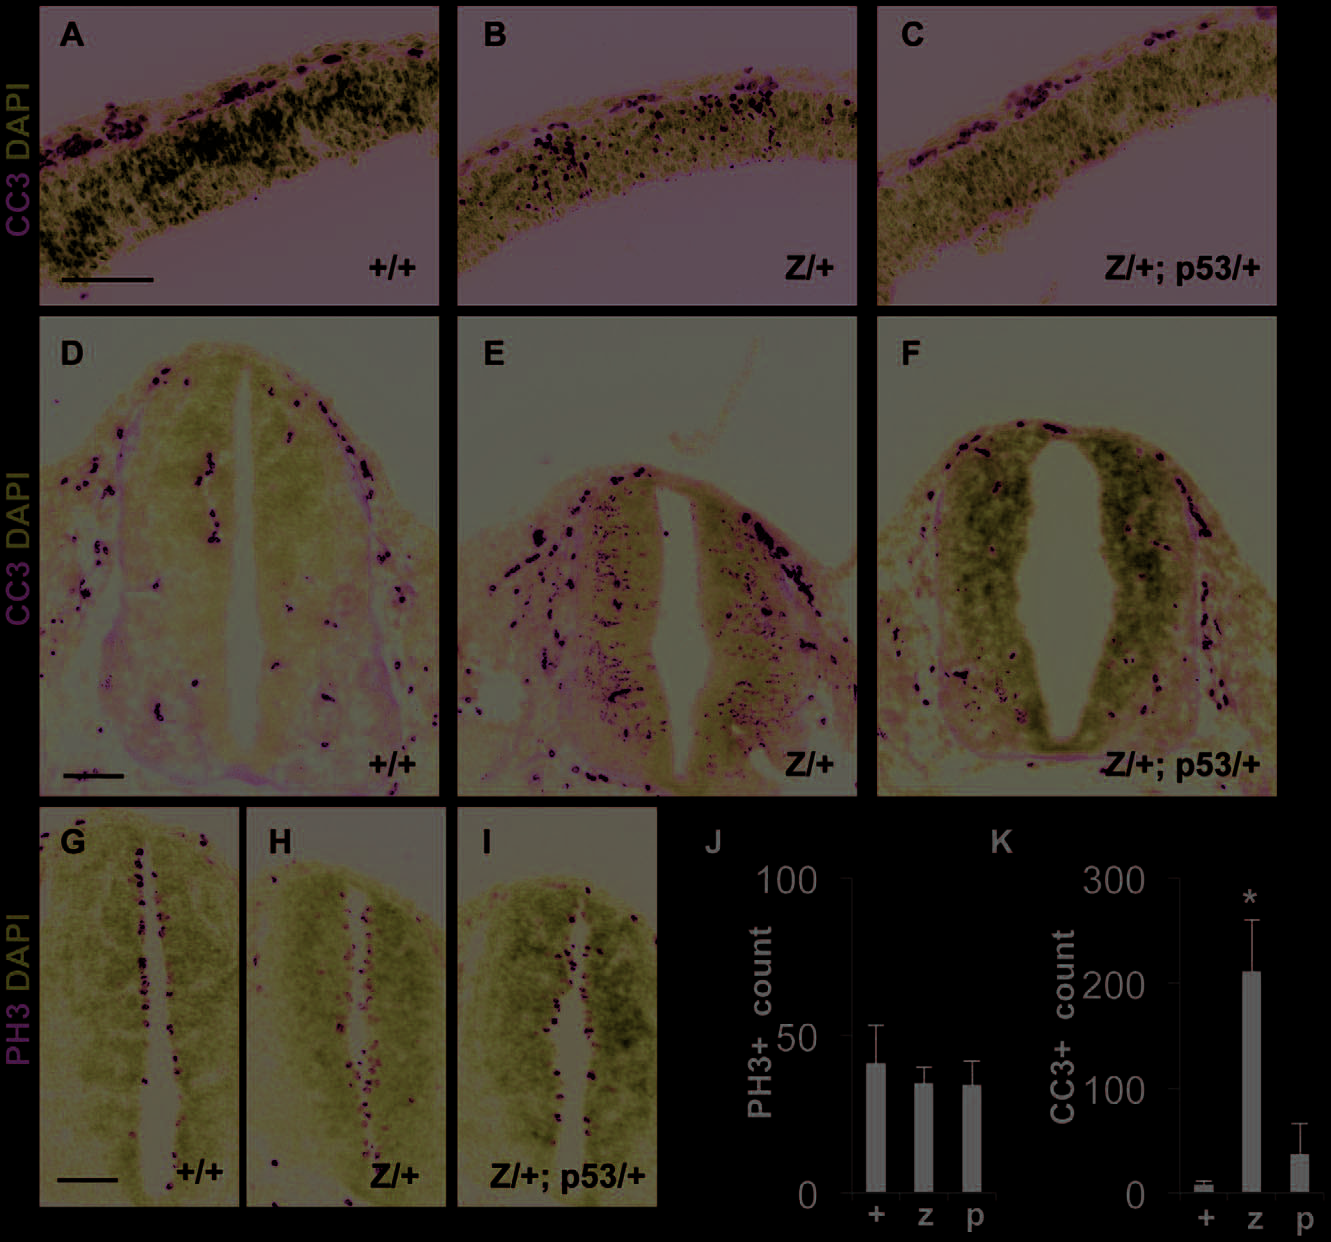 A
B
C
CC3 DAPI
+/+
Z/+
Z/+; p53/+
D
E
F
CC3 DAPI
+/+
Z/+
Z/+; p53/+
G
H
I
PH3 DAPI
+/+
Z/+
Z/+; p53/+
J
100
50
0
PH3+ count
+ z p
K
300
200
100
0
CC3+ count
*
+ z p